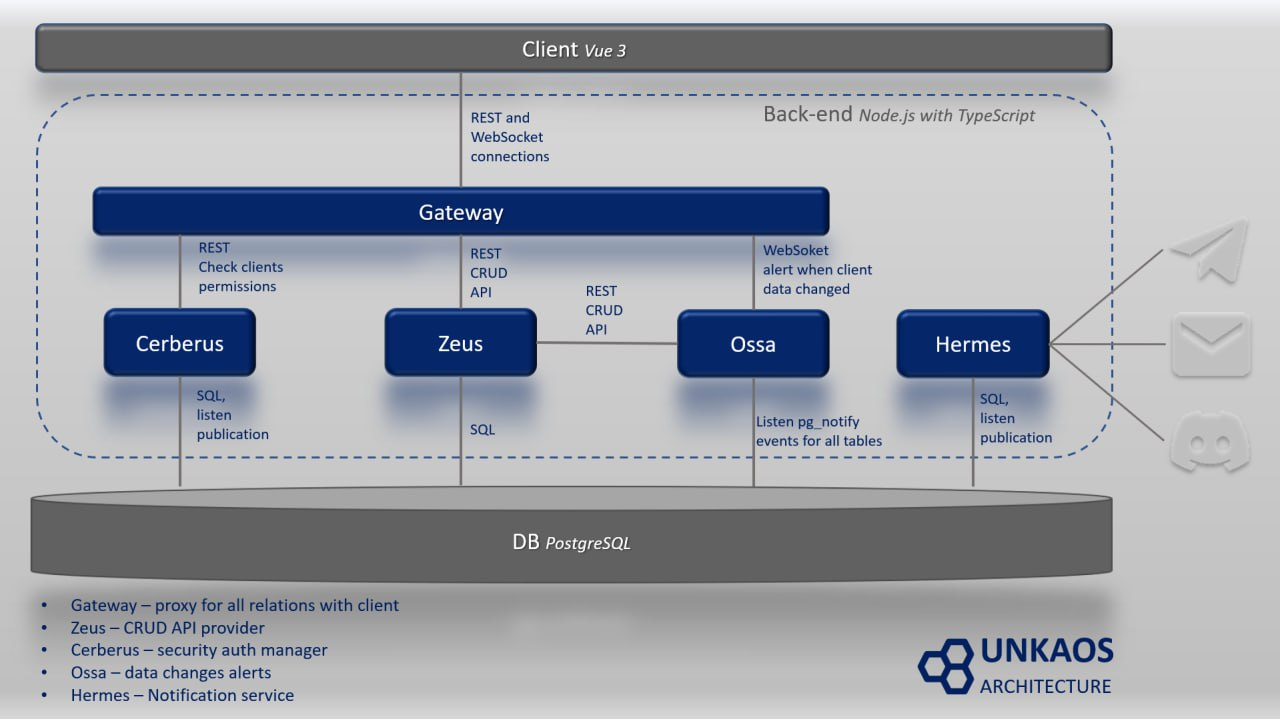 Client Vue 3
Back-end Node.js with TypeScript
REST and
WebSocket
connections
Gateway
REST
Check clients
permissions
REST
CRUD
API
REST
CRUD
API
WebSoket
alert when client
data changed
Cerberus
Zeus
Ossa
Hermes
SQL,
listen
publication
SQL
Listen pg_notify
events for all tables
SQL,
listen
publication
DB PostgreSQL
• Gateway – proxy for all relations with client
• Zeus – CRUD API provider
• Cerberus – security auth manager
• Ossa – data changes alerts
• Hermes – Notification service
UNKAOS
ARCHITECTURE